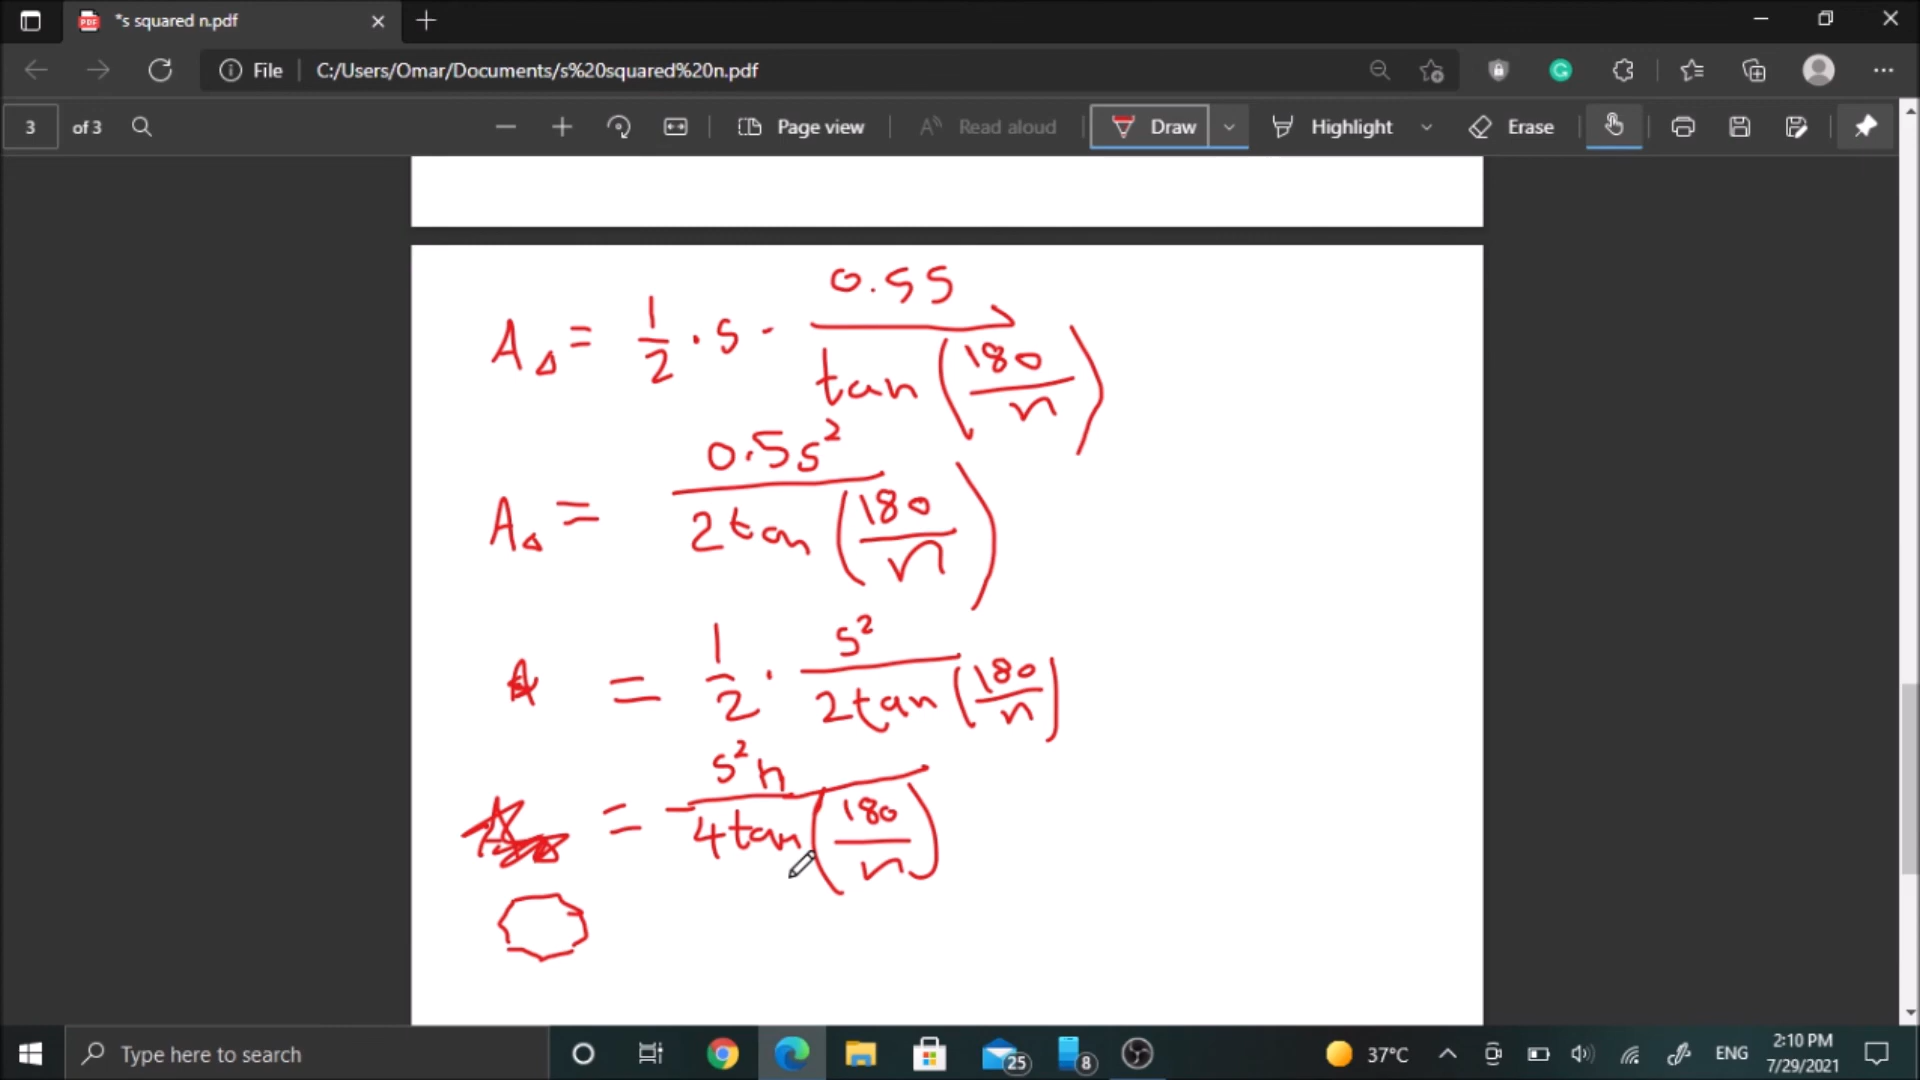 *s squared n.pdf
File C:/Users/Omar/Documents/s%20squared%20n.pdf
3 of 3 Page view Read aloud Draw Highlight Erase
A△ = 1/2 · s · 0.5s / tan(180/n)
A△ = 0.5s² / 2tan(180/n)
= 1/2 · s² / 2tan(180/n)
= s²n / 4tan(180/n)
Type here to search 25 8 37°C ENG 2:10 PM
7/29/2021